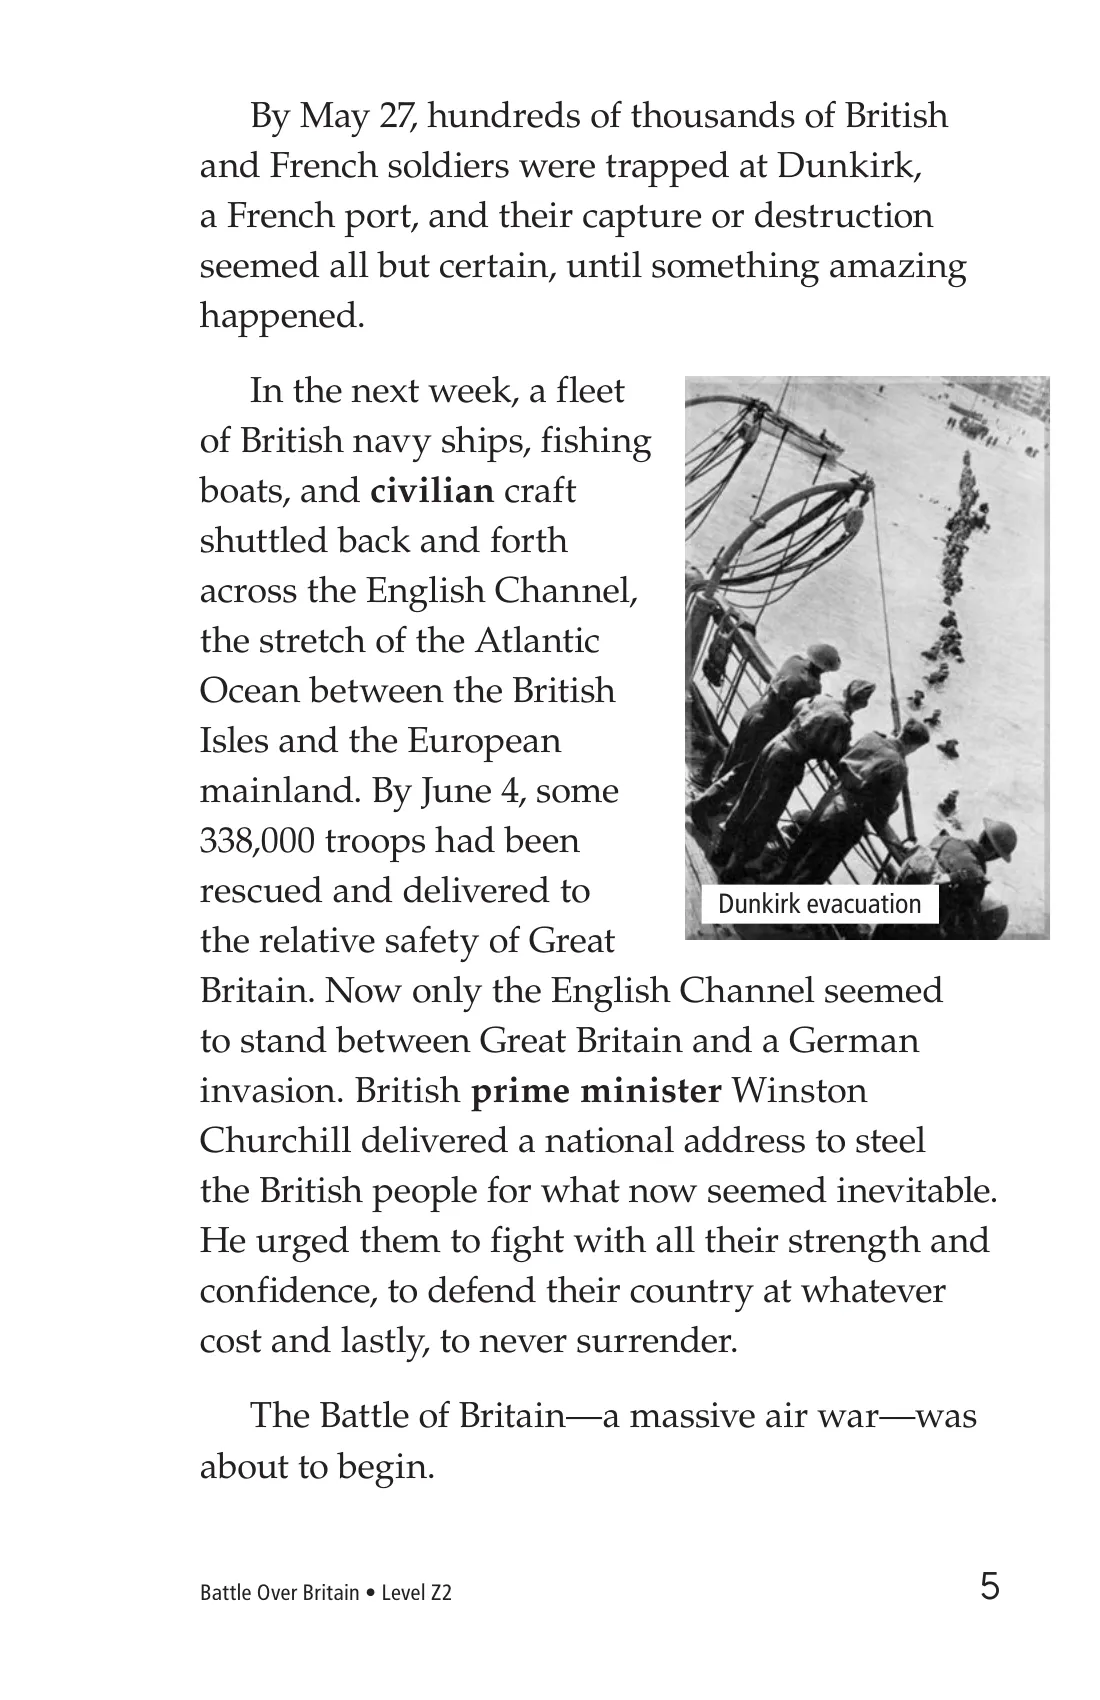 By May 27, hundreds of thousands of British
and French soldiers were trapped at Dunkirk,
a French port, and their capture or destruction
seemed all but certain, until something amazing
happened.
In the next week, a fleet
of British navy ships, fishing
boats, and civilian craft
shuttled back and forth
across the English Channel,
the stretch of the Atlantic
Ocean between the British
Isles and the European
mainland. By June 4, some
338,000 troops had been
rescued and delivered to
the relative safety of Great
Britain. Now only the English Channel seemed
to stand between Great Britain and a German
invasion. British prime minister Winston
Churchill delivered a national address to steel
the British people for what now seemed inevitable.
He urged them to fight with all their strength and
confidence, to defend their country at whatever
cost and lastly, to never surrender.
Dunkirk evacuation
The Battle of Britain—a massive air war—was
about to begin.
Battle Over Britain • Level Z2
5